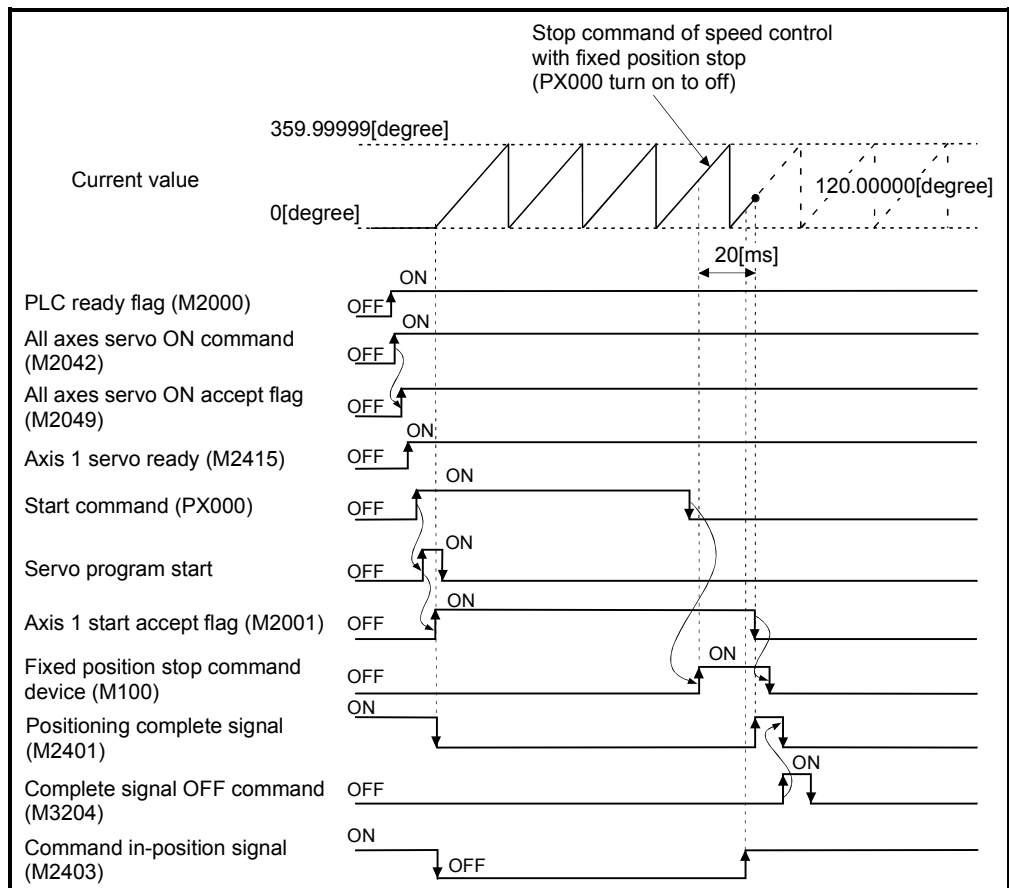 Stop command of speed control
with fixed position stop
(PX000 turn on to off)
359.99999[degree]
Current value
120.00000[degree]
0[degree]
20[ms]
ON
PLC ready flag (M2000)
OFF
ON
All axes servo ON command
(M2042)
OFF
All axes servo ON accept flag
(M2049)
OFF
ON
Axis 1 servo ready (M2415)
OFF
ON
Start command (PX000)
OFF
ON
Servo program start
OFF
ON
Axis 1 start accept flag (M2001)
OFF
Fixed position stop command
device (M100)
OFF
ON
ON
Positioning complete signal
(M2401)
ON
Complete signal OFF command
(M3204)
OFF
ON
Command in-position signal
(M2403)
OFF